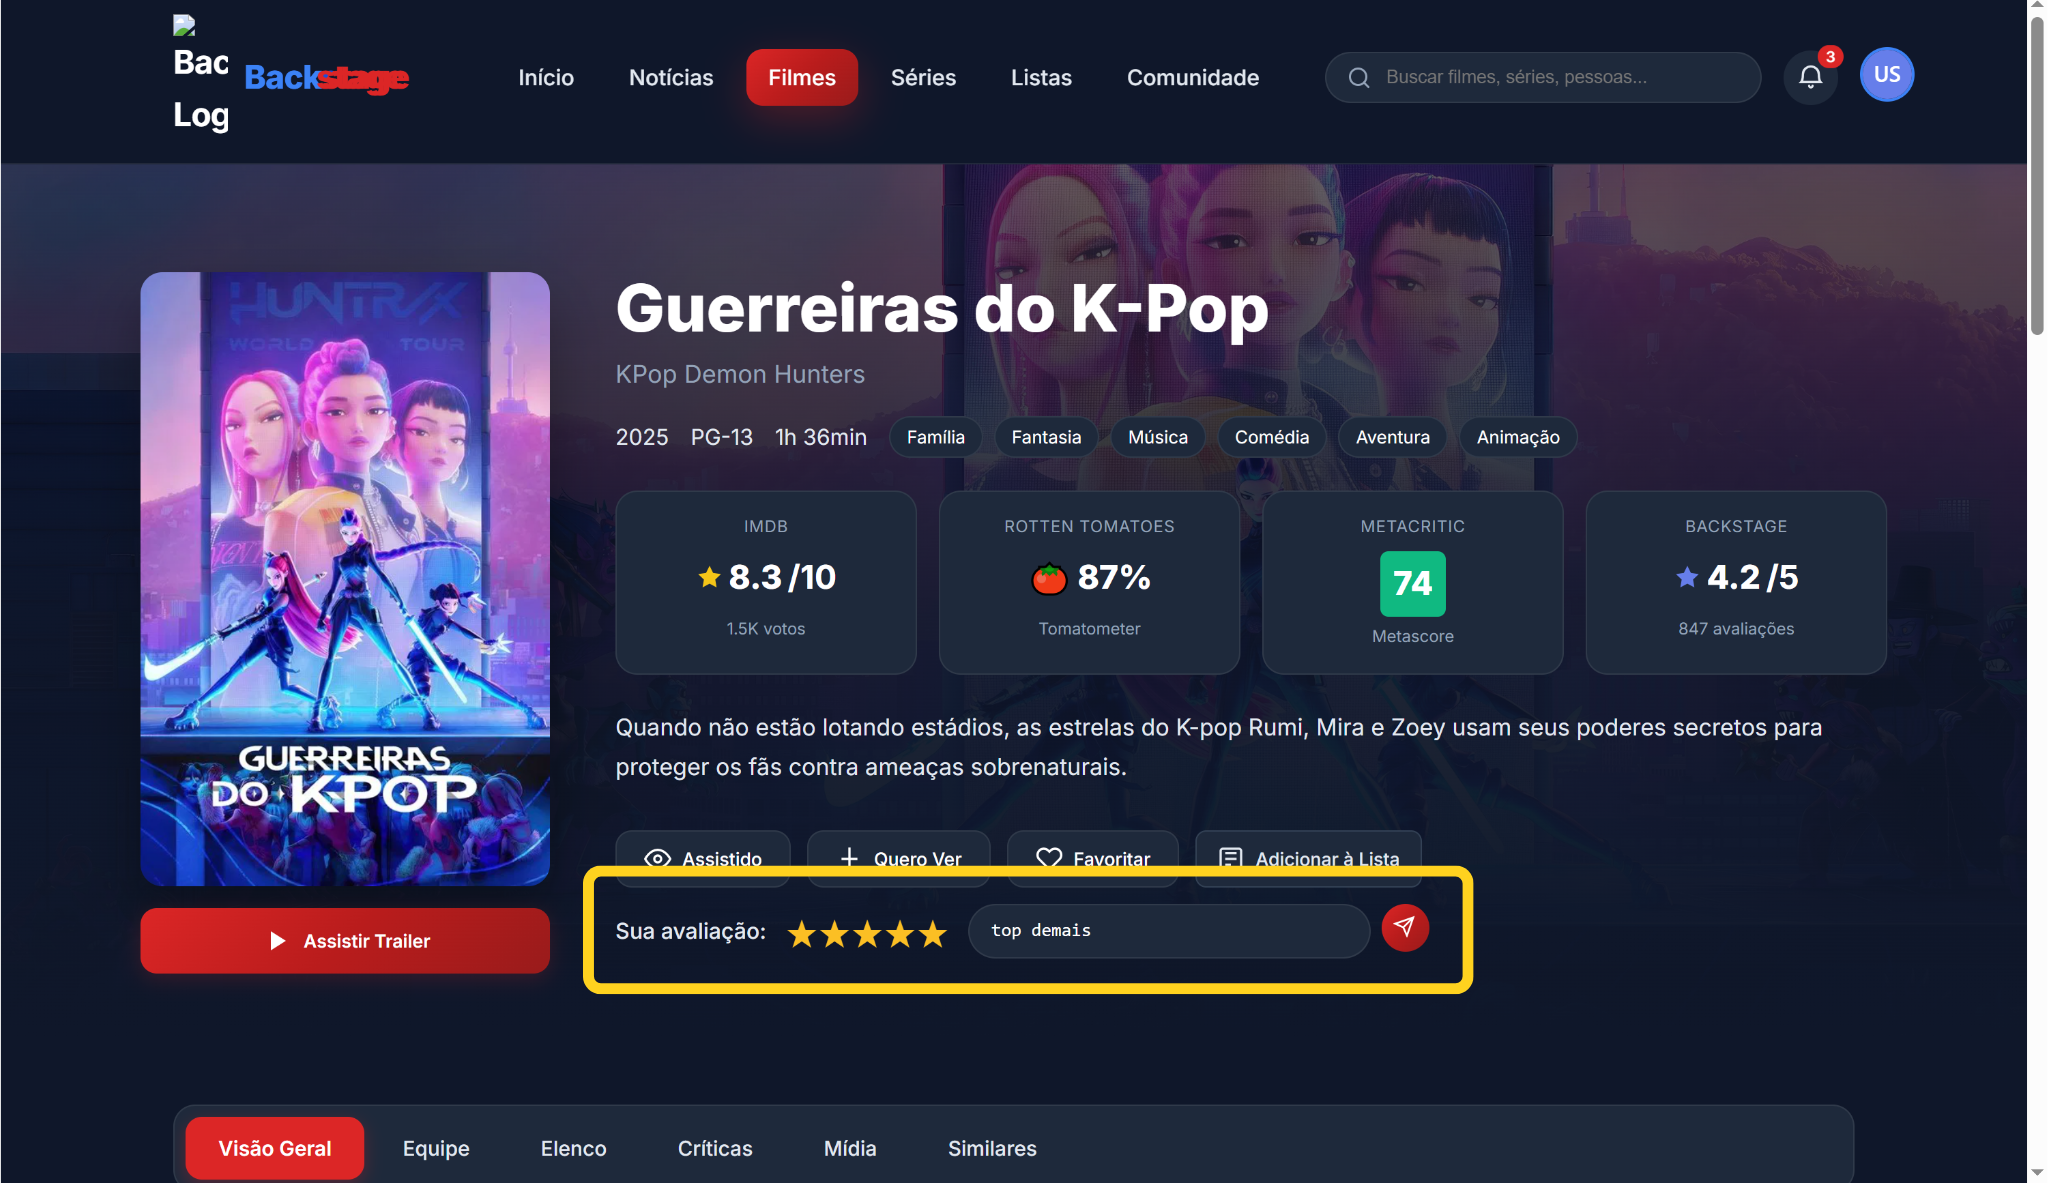 Bac
Log
Backstage
Início
Notícias
Filmes
Séries
Listas
Comunidade
Buscar filmes, séries, pessoas...
3
US
HUNTR/X
WORLD TOUR
GUERREIRAS
DO KPOP
Assistir Trailer
Guerreiras do K-Pop
KPop Demon Hunters
2025 PG-13 1h 36min Família Fantasia Música Comédia Aventura Animação
IMDB
8.3 /10
1.5K votos
ROTTEN TOMATOES
87%
Tomatometer
METACRITIC
74
Metascore
BACKSTAGE
4.2 /5
847 avaliações
Quando não estão lotando estádios, as estrelas do K-pop Rumi, Mira e Zoey usam seus poderes secretos para
proteger os fãs contra ameaças sobrenaturais.
Assistido
Quero Ver
Favoritar
Adicionar à Lista
Sua avaliação:
top demais
Visão Geral
Equipe
Elenco
Críticas
Mídia
Similares